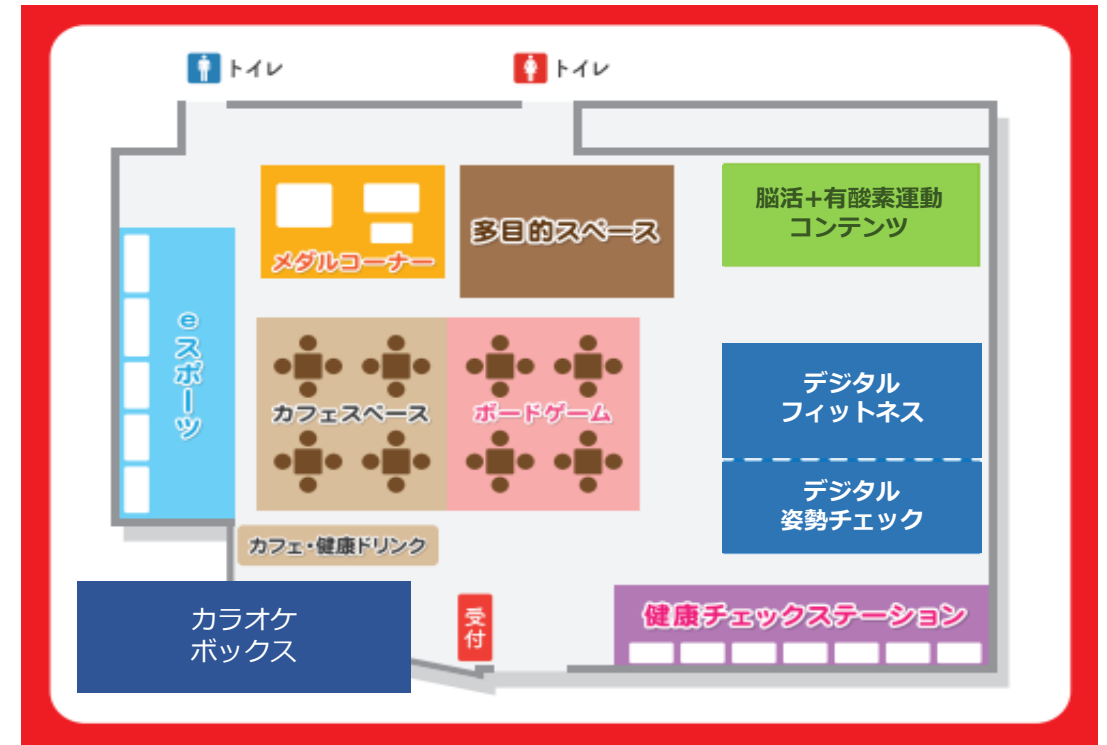 トイレ
トイレ
メダルコーナー
多目的スペース
脳活+有酸素運動
コンテンツ
eスポーツ
カフェスペース
ボードゲーム
デジタル
フィットネス
デジタル
姿勢チェック
カフェ・健康ドリンク
カラオケ
ボックス
受付
健康チェックステーション